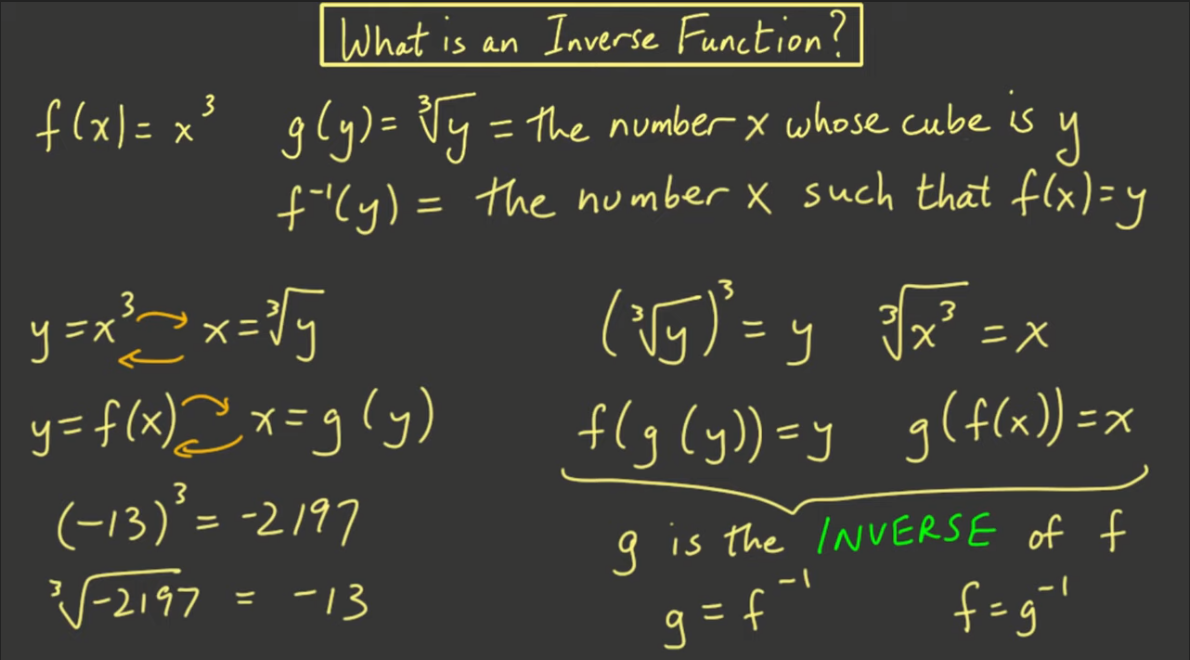 What is an Inverse Function?
f(x) = x³   g(y) = ∛y = the number x whose cube is y
f⁻¹(y) = the number x such that f(x) = y
y = x³   x = ∛y   (∛y)³ = y   ∛x³ = x
y = f(x)   x = g(y)   f(g(y)) = y   g(f(x)) = x
(-13)³ = -2197   g is the INVERSE of f
∛-2197 = -13   g = f⁻¹   f = g⁻¹